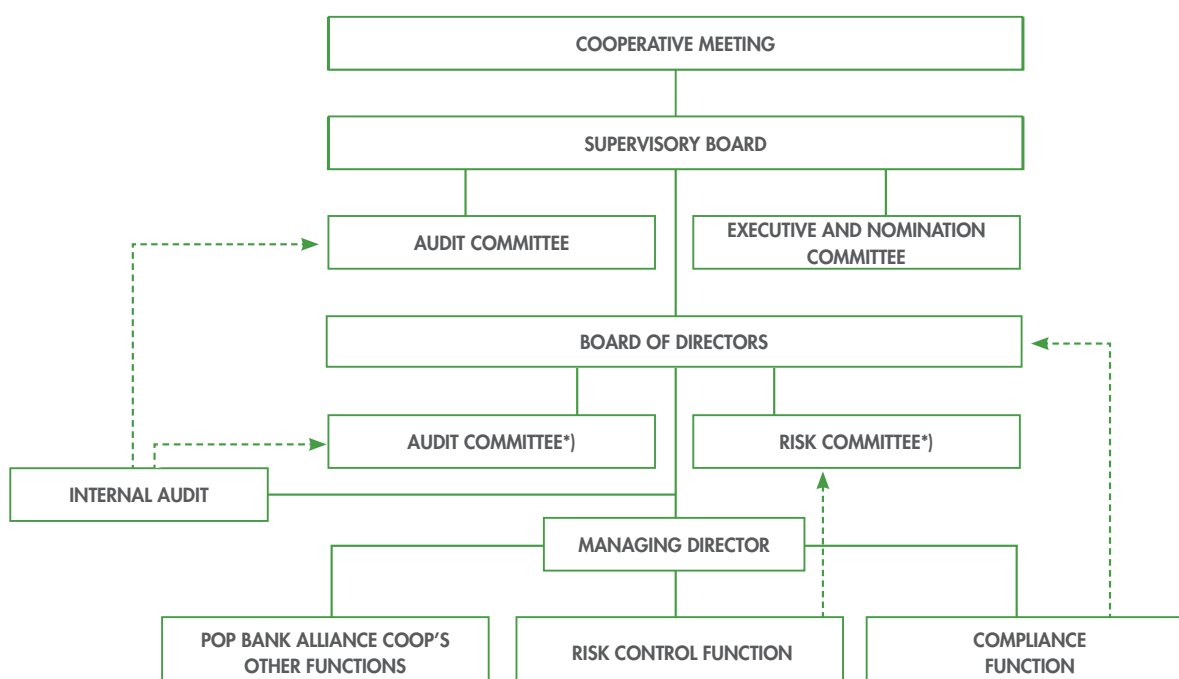 COOPERATIVE MEETING
SUPERVISORY BOARD
AUDIT COMMITTEE
EXECUTIVE AND NOMINATION
COMMITTEE
BOARD OF DIRECTORS
AUDIT COMMITTEE*)
RISK COMMITTEE*)
INTERNAL AUDIT
MANAGING DIRECTOR
POP BANK ALLIANCE COOP’S
OTHER FUNCTIONS
RISK CONTROL FUNCTION
COMPLIANCE
FUNCTION